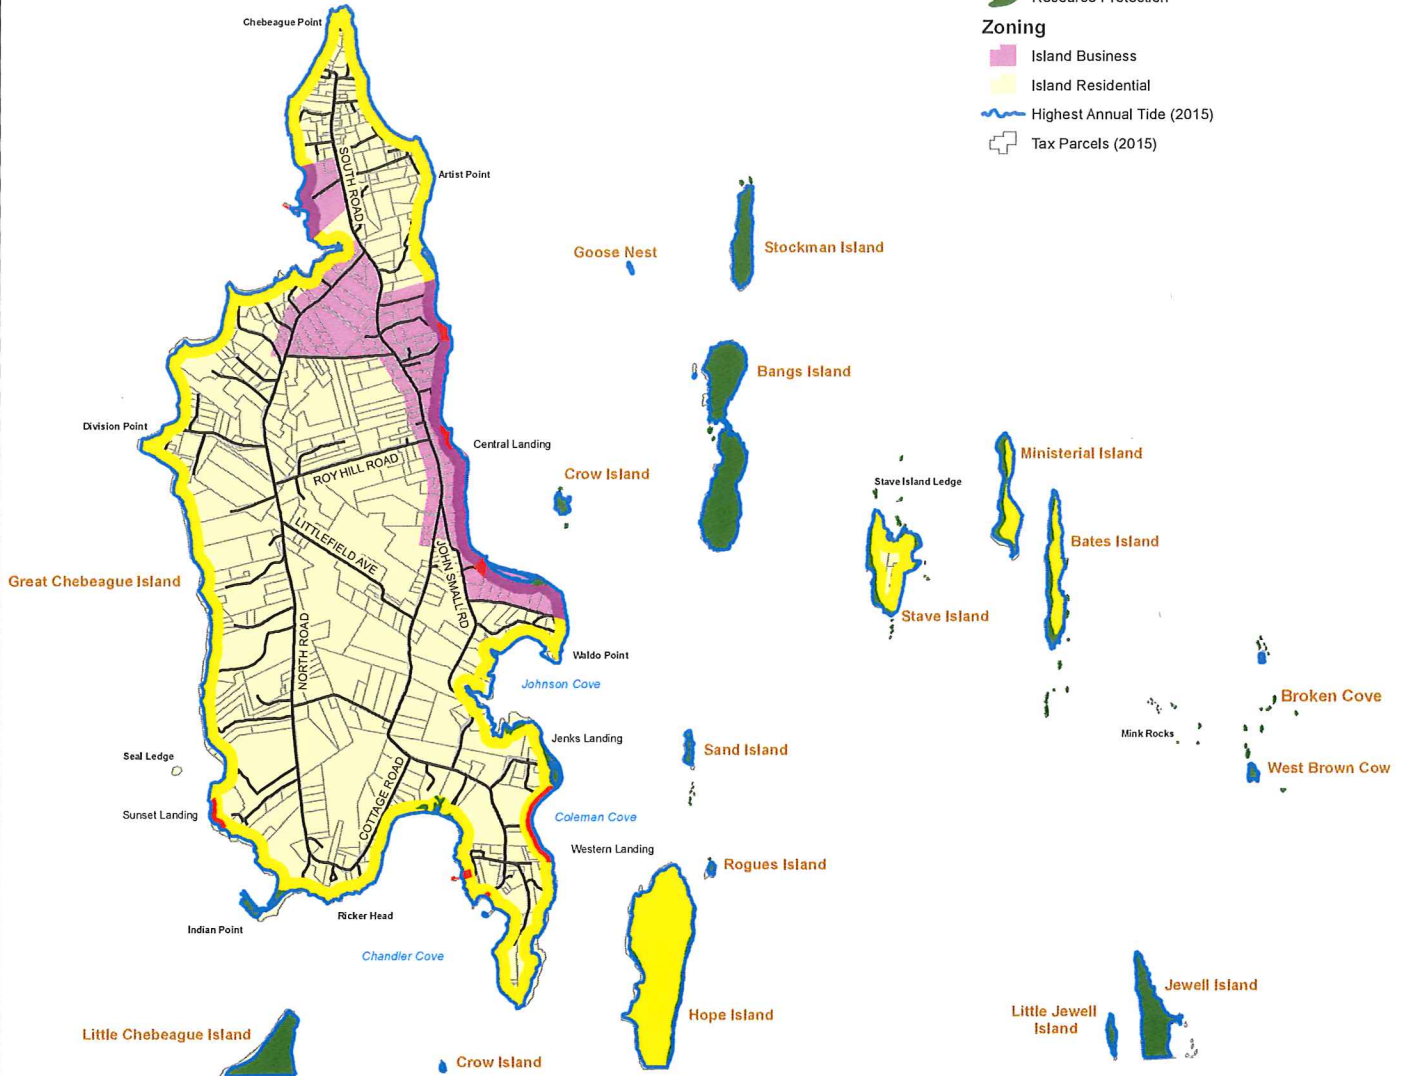 Resource Protection
Chebeague Point
Zoning
Island Business
Island Residential
Highest Annual Tide (2015)
Tax Parcels (2015)
SOUTH ROAD
Artist Point
Goose Nest
Stockman Island
Bangs Island
Division Point
Central Landing
ROY HILL ROAD
Crow Island
Stave Island Ledge
Ministerial Island
LITTLEFIELD AVE
JOHN SMALL RD
Bates Island
Great Chebeague Island
Stave Island
NORTH ROAD
Waldo Point
Johnson Cove
Broken Cove
Mink Rocks
Jenks Landing
Sand Island
Seal Ledge
West Brown Cow
COTTAGE ROAD
Sunset Landing
Coleman Cove
Western Landing
Rogues Island
Ricker Head
Indian Point
Chandler Cove
Jewell Island
Little Jewell
Island
Hope Island
Little Chebeague Island
Crow Island